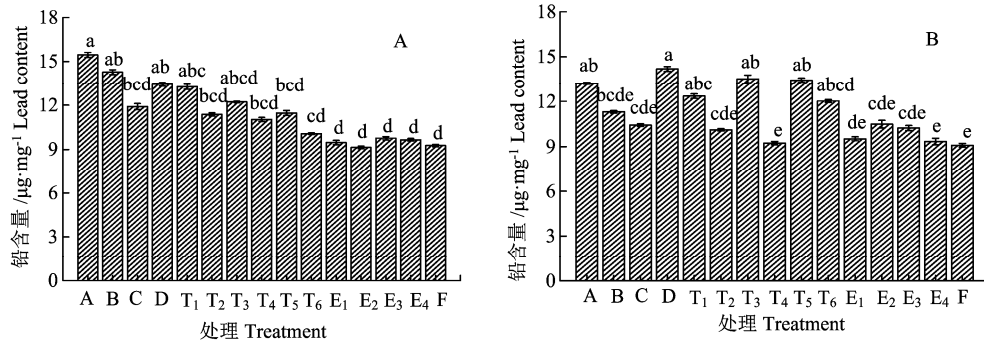 18
15
12
9
6
3
0
铅含量 /μg·mg⁻¹ Lead content
A
a
ab
bcd
ab
abc
bcd
abcd
bcd
bcd
cd
d
d
d
d
d
A B C D T₁ T₂ T₃ T₄ T₅ T₆ E₁ E₂ E₃ E₄ F
处理 Treatment
18
15
12
9
6
3
0
铅含量 /μg·mg⁻¹ Lead content
B
ab
bcde
cde
a
abc
cde
ab
e
ab
abcd
de
cde
cde
e
e
A B C D T₁ T₂ T₃ T₄ T₅ T₆ E₁ E₂ E₃ E₄ F
处理 Treatment